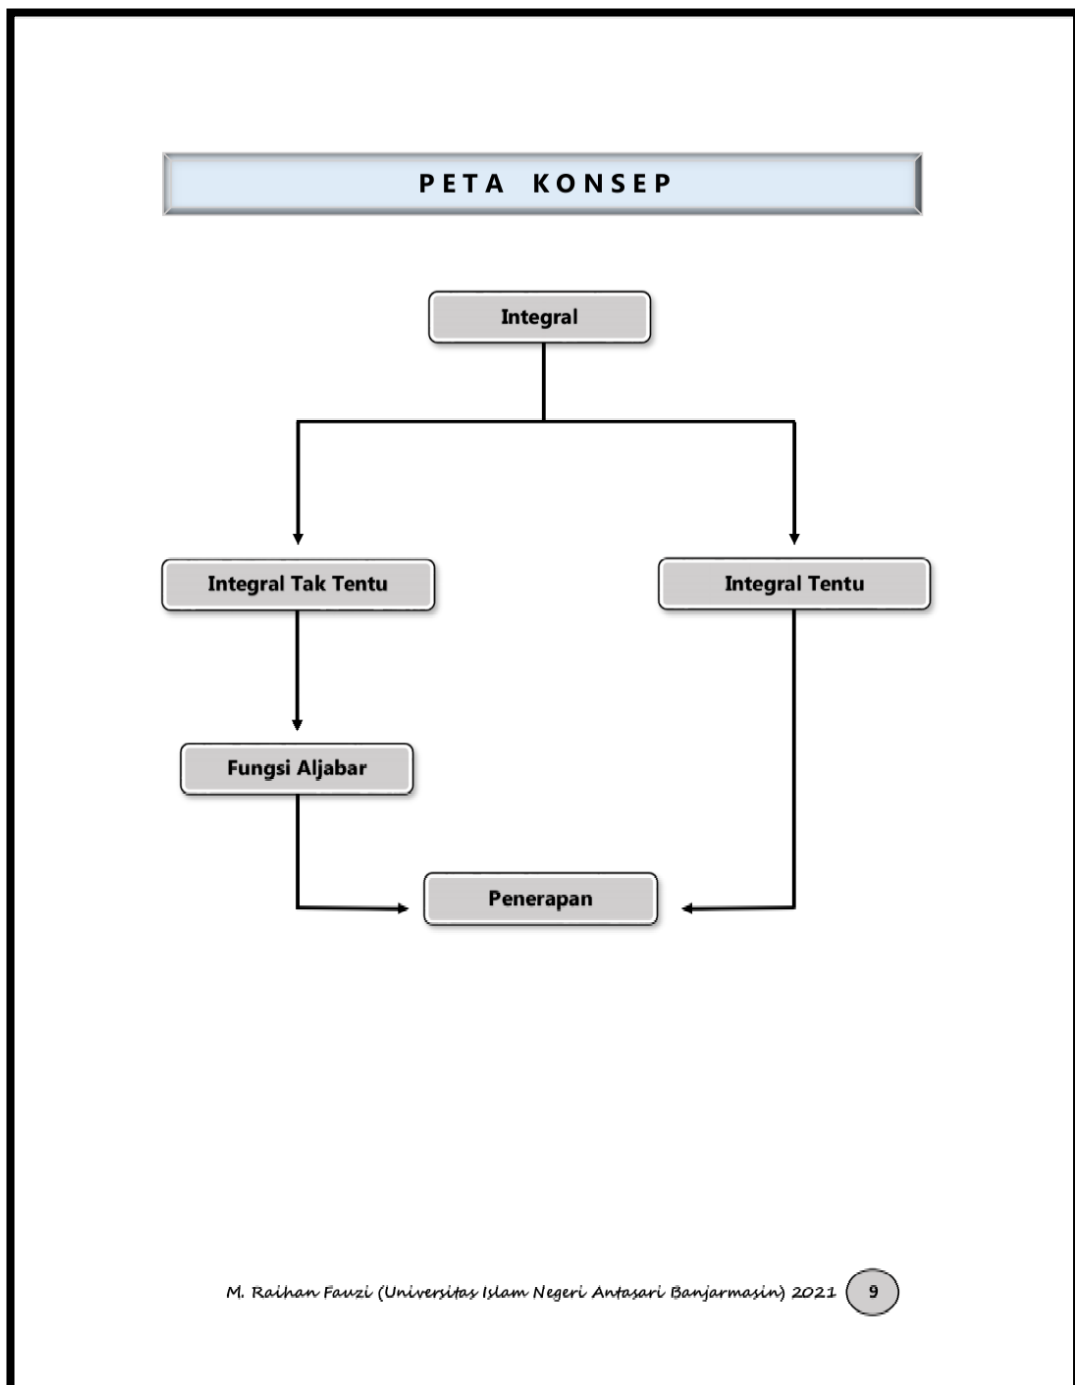 PETA KONSEP
Integral
Integral Tak Tentu
Integral Tentu
Fungsi Aljabar
Penerapan
M. Raihan Fauzi (Universitas Islam Negeri Antasari Banjarmasin) 2021
9